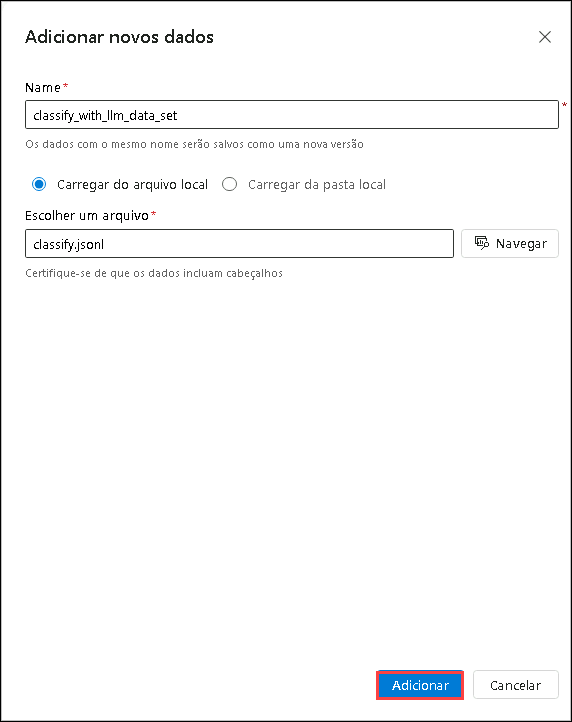 Adicionar novos dados
Name*
classify_with_llm_data_set
*
Os dados com o mesmo nome serão salvos como uma nova versão
Carregar do arquivo local Carregar da pasta local
Escolher um arquivo*
classify.jsonl Navegar
Certifique-se de que os dados incluam cabeçalhos
Adicionar Cancelar